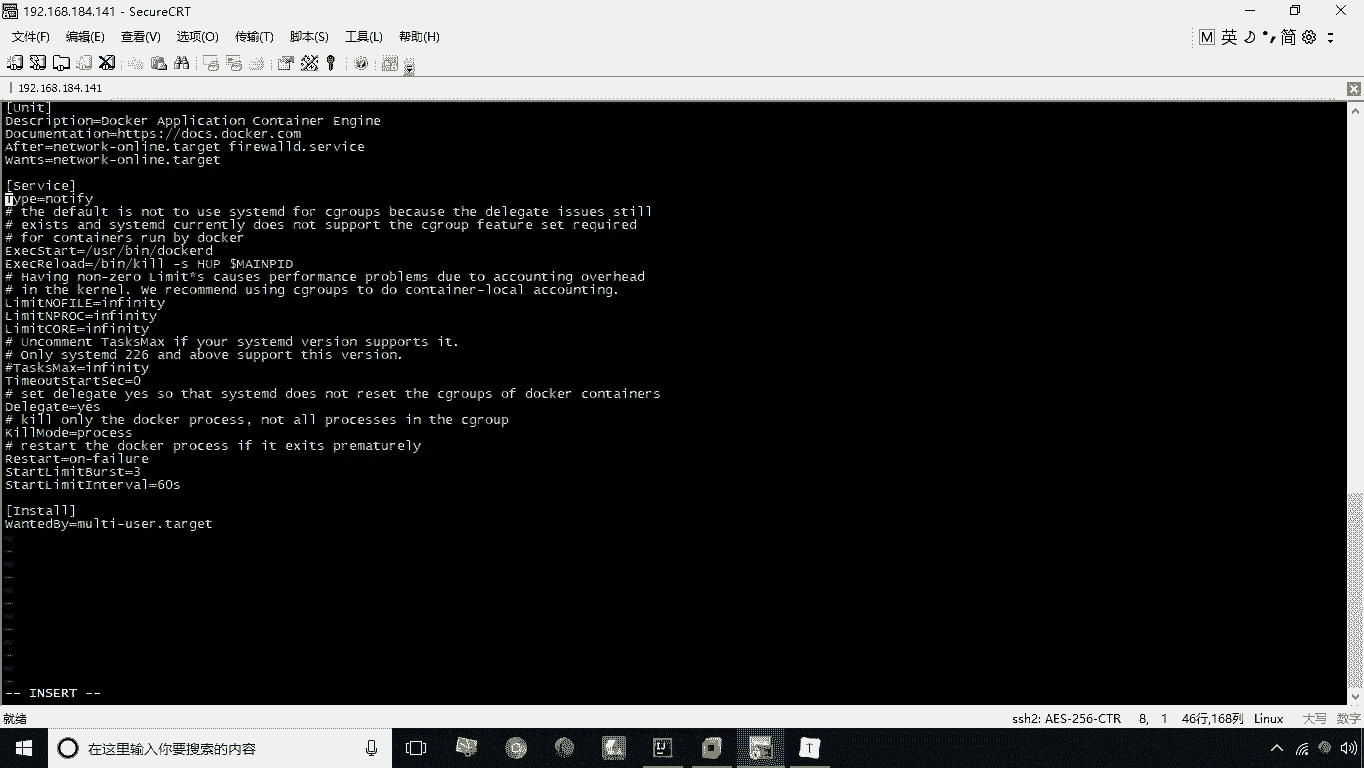 192.168.184.141 - SecureCRT
文件(F) 编辑(E) 查看(V) 选项(O) 传输(T) 脚本(S) 工具(L) 帮助(H)
M 英 简
192.168.184.141
[Unit]
Description=Docker Application Container Engine
Documentation=https://docs.docker.com
After=network-online.target firewalld.service
Wants=network-online.target
[Service]
Type=notify
# the default is not to use systemd for cgroups because the delegate issues still
# exists and systemd currently does not support the cgroup feature set required
# for containers run by docker
ExecStart=/usr/bin/dockerd
ExecReload=/bin/kill -s HUP $MAINPID
# Having non-zero Limit*s causes performance problems due to accounting overhead
# in the kernel. We recommend using cgroups to do container-local accounting.
LimitNOFILE=infinity
LimitNPROC=infinity
LimitCORE=infinity
# Uncomment TasksMax if your systemd version supports it.
# Only systemd 226 and above support this version.
#TasksMax=infinity
TimeoutStartSec=0
# set delegate yes so that systemd does not reset the cgroups of docker containers
Delegate=yes
# kill only the docker process, not all processes in the cgroup
KillMode=process
# restart the docker process if it exits prematurely
Restart=on-failure
StartLimitBurst=3
StartLimitInterval=60s
[Install]
WantedBy=multi-user.target
~
~
~
~
~
~
~
~
~
~
~
~
-- INSERT --
就绪 ssh2: AES-256-CTR 8, 1 46行,168列 Linux 大写 数字
在这里输入你要搜索的内容 IJ T